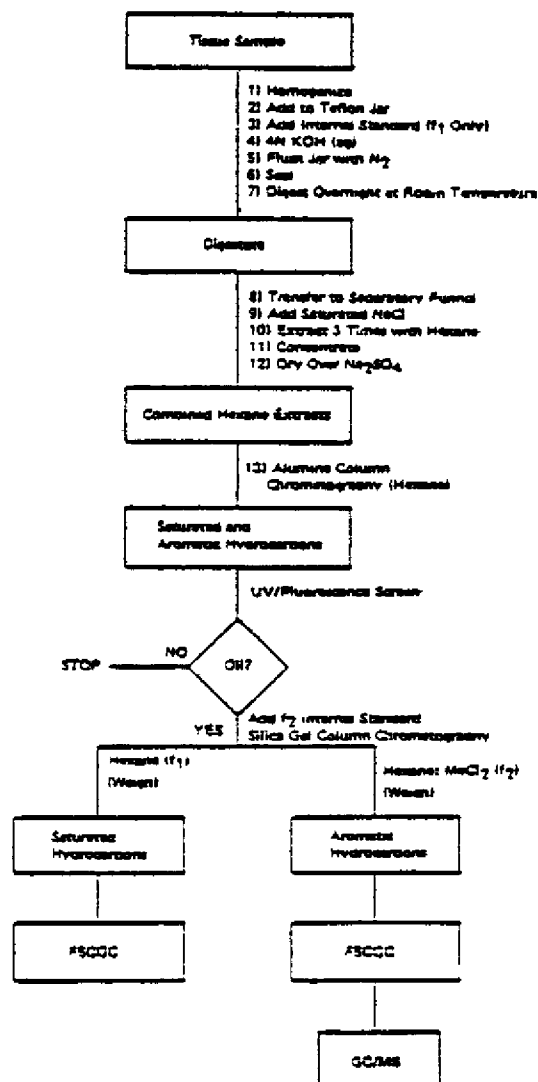 Tissue Sample
1) Homogenize
2) Add to Teflon Jar
3) Add Internal Standard (f1 Only)
4) 4N KOH (aq)
5) Flush Jar with N2
6) Seal
7) Digest Overnight at Room Temperature
Digestate
8) Transfer to Separatory Funnel
9) Add Saturated NaCl
10) Extract 3 Times with Hexane
11) Concentrate
12) Dry Over Na2SO4
Combined Hexane Extracts
13) Alumina Column
Chromatography (Hexane)
Saturated and
Aromatic Hydrocarbons
UV/Fluorescence Screen
STOP
NO
Oil?
YES
Add f2 Internal Standard
Silica Gel Column Chromatography
Hexane (f1)
(Weigh)
Hexane: MeCl2 (f2)
(Weigh)
Saturated
Hydrocarbons
Aromatic
Hydrocarbons
FSCGC
FSCGC
GC/MS